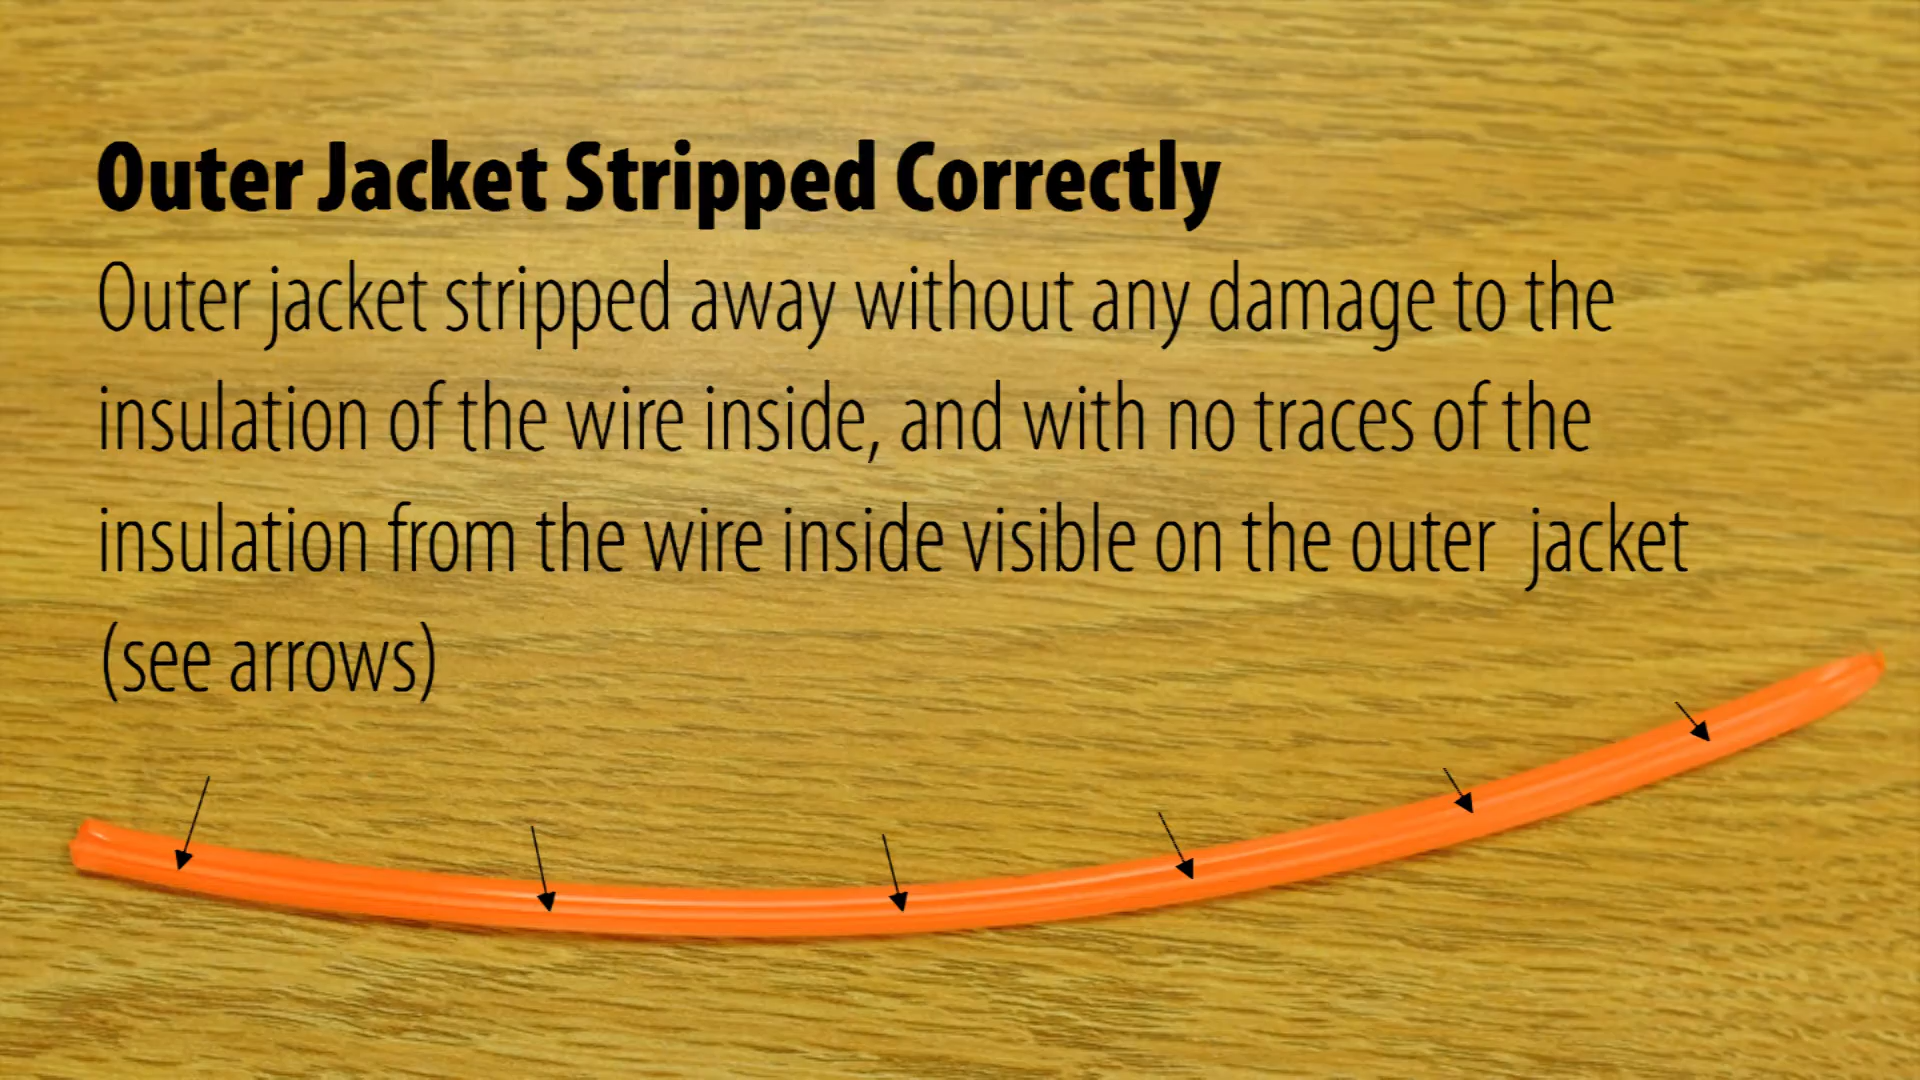 Outer Jacket Stripped Correctly
Outer jacket stripped away without any damage to the
insulation of the wire inside, and with no traces of the
insulation from the wire inside visible on the outer  jacket
(see arrows)